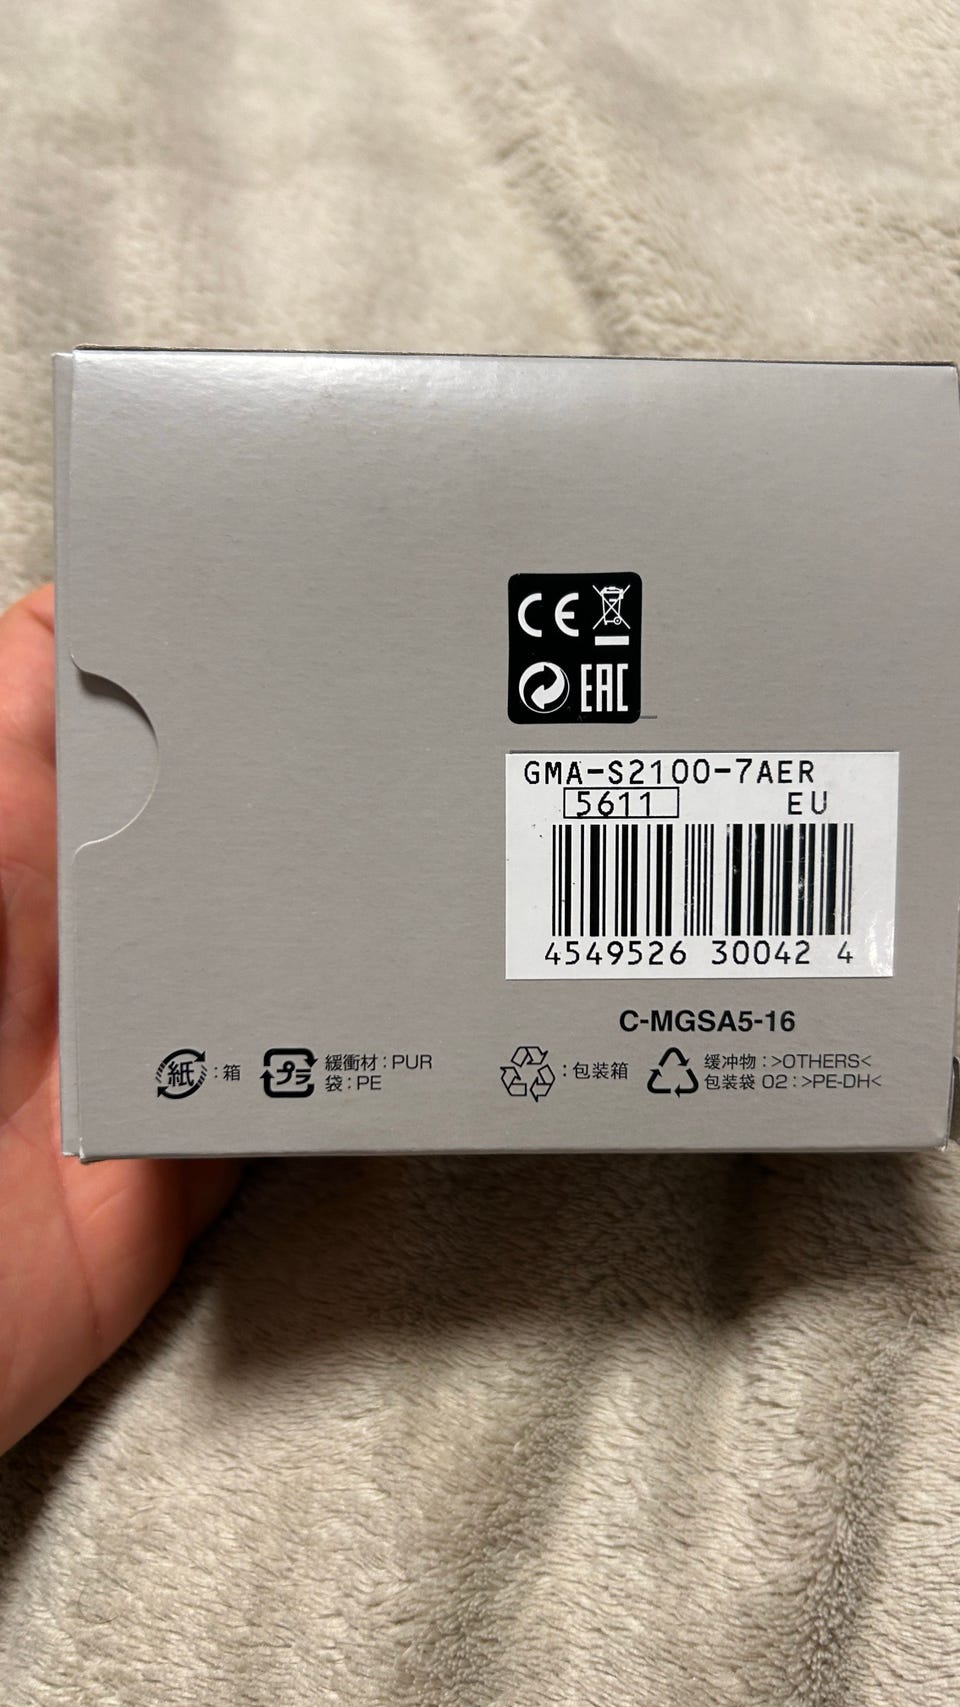 CE
EAC
GMA-S2100-7AER
5611 EU
4549526 30042 4
C-MGSA5-16
紙 : 箱
プラ 緩衝材 : PUR
袋 : PE
: 包装箱
缓冲物 : >OTHERS<
包装袋 02 : >PE-DH<